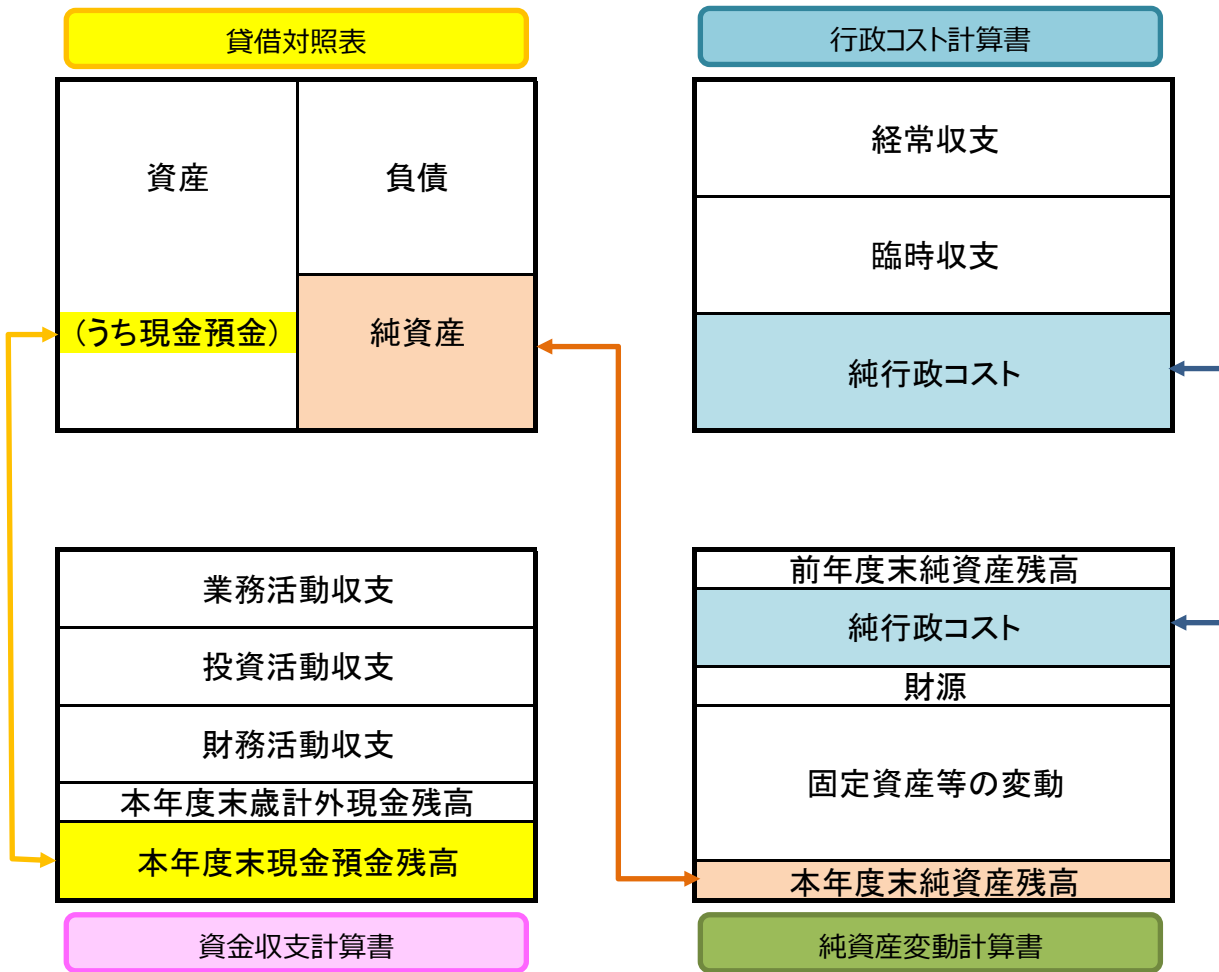 貸借対照表
資産
負債
(うち現金預金)
純資産
行政コスト計算書
経常収支
臨時収支
純行政コスト
業務活動収支
投資活動収支
財務活動収支
本年度末歳計外現金残高
本年度末現金預金残高
資金収支計算書
前年度末純資産残高
純行政コスト
財源
固定資産等の変動
本年度末純資産残高
純資産変動計算書